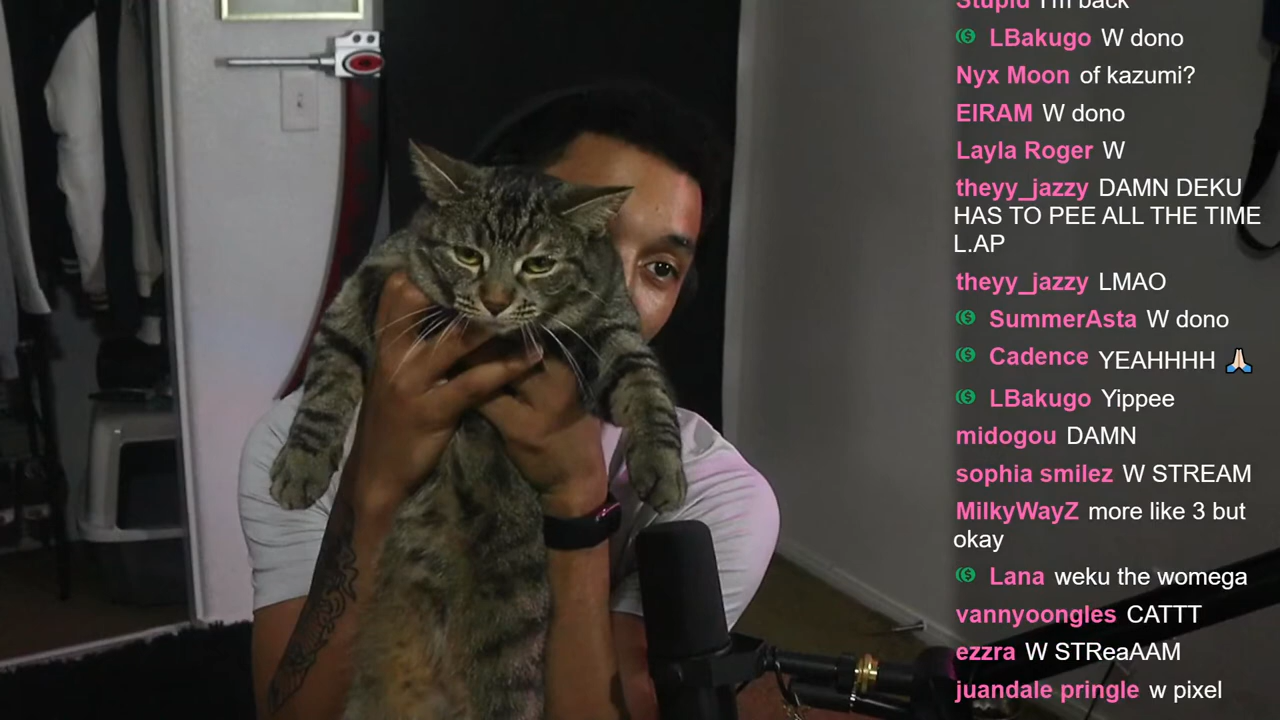 Stupid I'm back
LBakugo W dono
Nyx Moon of kazumi?
EIRAM W dono
Layla Roger W
theyy_jazzy DAMN DEKU
HAS TO PEE ALL THE TIME
L.AP
theyy_jazzy LMAO
SummerAsta W dono
Cadence YEAHHHH 🙏🏻
LBakugo Yippee
midogou DAMN
sophia smilez W STREAM
MilkyWayZ more like 3 but
okay
Lana weku the womega
vannyoongles CATTT
ezzra W STReaAAM
juandale pringle w pixel